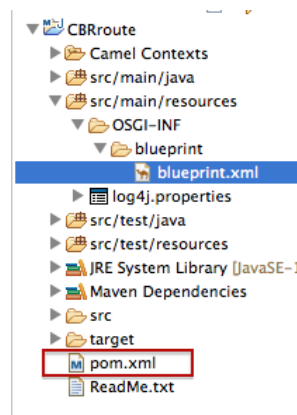 CBRroute
Camel Contexts
src/main/java
src/main/resources
OSGI-INF
blueprint
blueprint.xml
log4j.properties
src/test/java
src/test/resources
JRE System Library [JavaSE-1
Maven Dependencies
src
target
pom.xml
ReadMe.txt